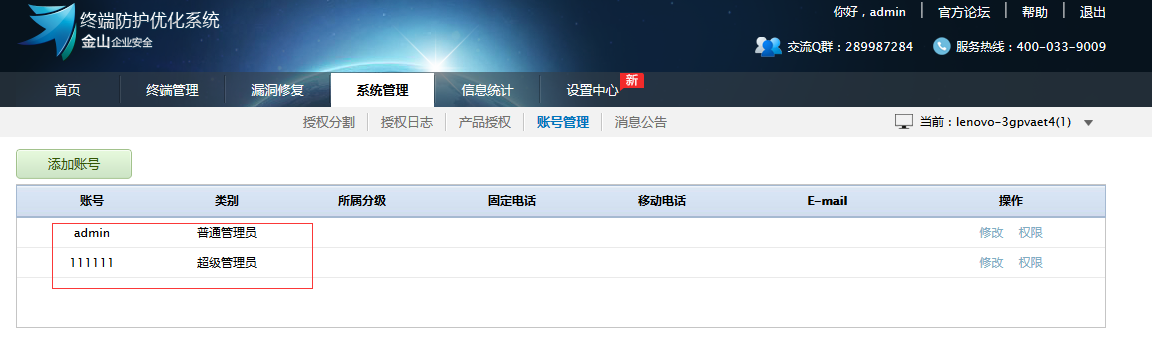 终端防护优化系统
金山企业安全
你好，admin | 官方论坛 | 帮助 | 退出
交流Q群：289987284 服务热线：400-033-9009
首页 终端管理 漏洞修复 系统管理 信息统计 设置中心 新
授权分割 授权日志 产品授权 账号管理 消息公告 当前：lenovo-3gpvaet4(1)
添加账号
账号 类别 所属分级 固定电话 移动电话 E-mail 操作
admin 普通管理员 修改 权限
111111 超级管理员 修改 权限